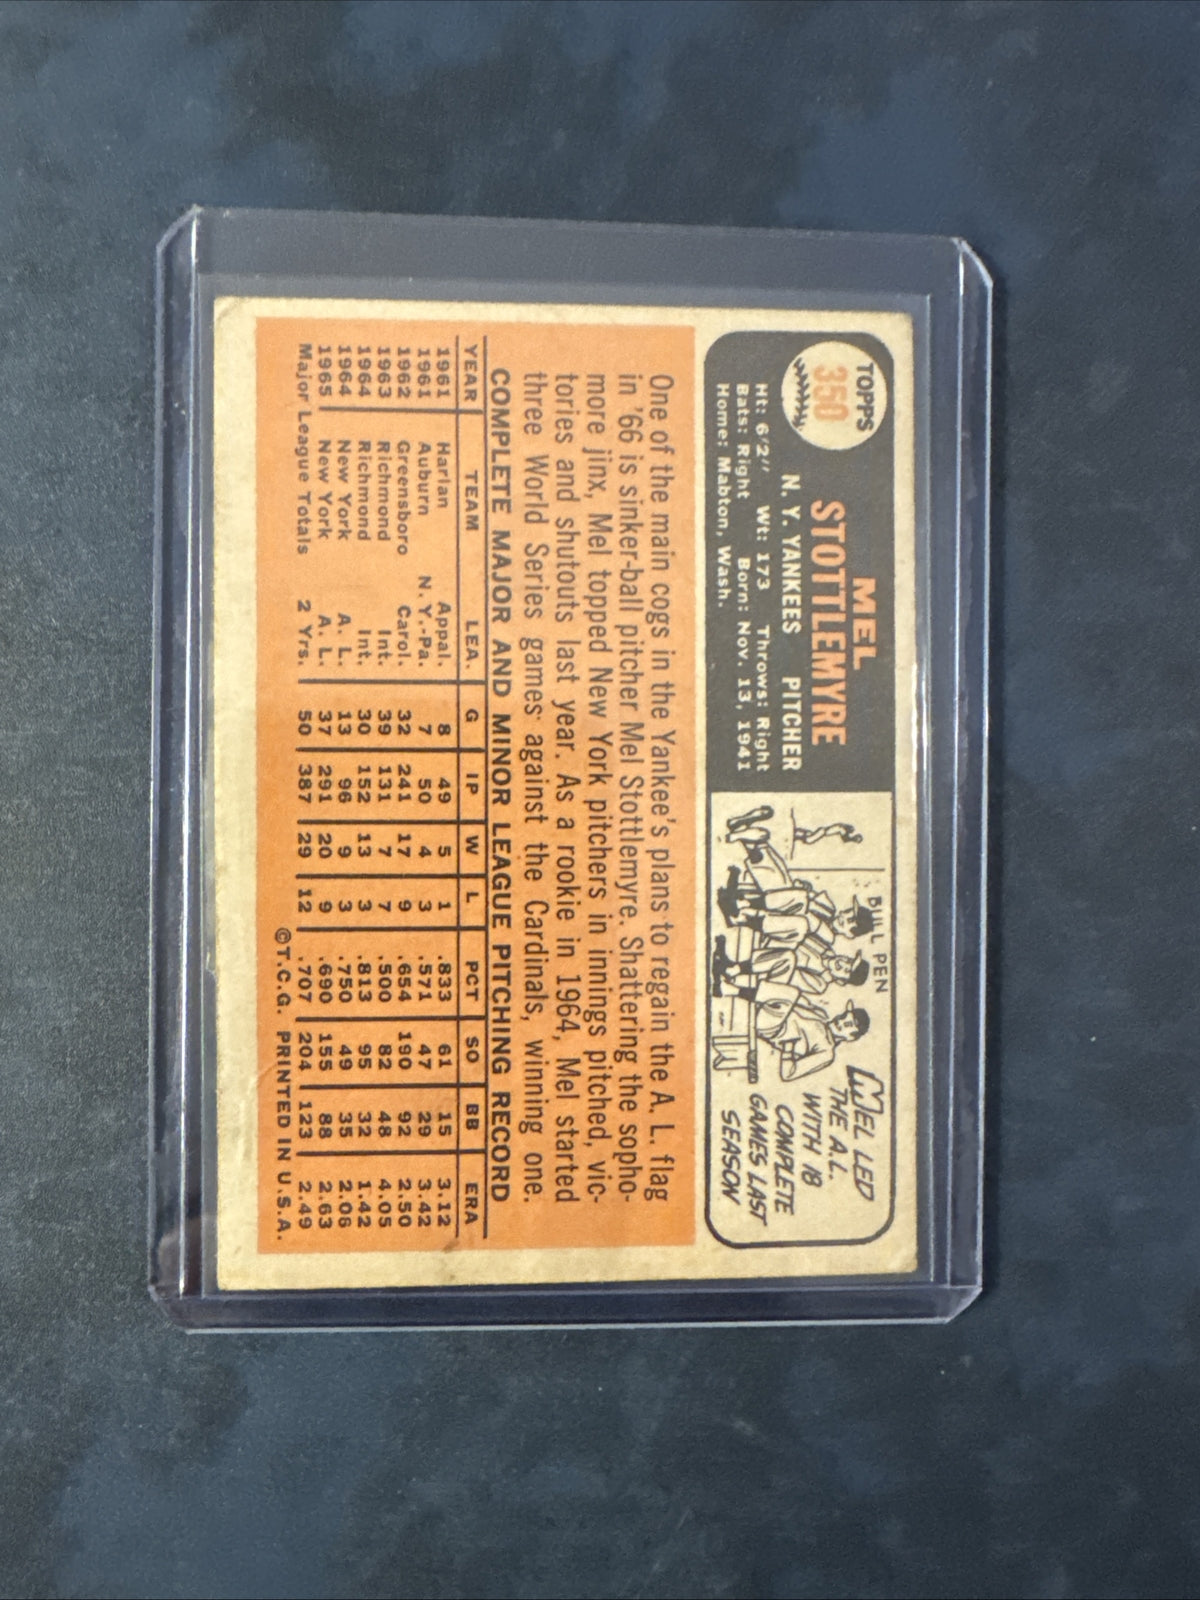 TOPPS
350
MEL
STOTTLEMYRE
N. Y. YANKEES PITCHER
Ht: 6'2" Wt: 173 Throws: Right
Bats: Right Born: Nov. 13, 1941
Home: Mabton, Wash.
BULL PEN
MEL LED
THE A.L.
WITH 18
COMPLETE
GAMES LAST
SEASON
One of the main cogs in the Yankee's plans to regain the A. L. flag
in '66 is sinker-ball pitcher Mel Stottlemyre. Shattering the sopho-
more jinx, Mel topped New York pitchers in innings pitched, vic-
tories and shutouts last year. As a rookie in 1964, Mel started
three World Series games against the Cardinals, winning one.
COMPLETE MAJOR AND MINOR LEAGUE PITCHING RECORD
YEAR TEAM LEA. G IP W L PCT SO BB ERA
1961 Harlan Appal. 8 49 5 1 .833 61 15 3.12
1961 Auburn N. Y.-Pa. 7 50 4 3 .571 47 29 3.42
1962 Greensboro Carol. 32 241 17 9 .654 190 92 2.50
1963 Richmond Int. 39 131 7 7 .500 82 48 4.05
1964 Richmond Int. 30 152 13 3 .813 95 32 1.42
1964 New York A. L. 13 96 9 3 .750 49 35 2.06
1965 New York A. L. 37 291 20 9 .690 155 88 2.63
Major League Totals 2 Yrs. 50 387 29 12 .707 204 123 2.49
©T.C.G. PRINTED IN U.S.A.